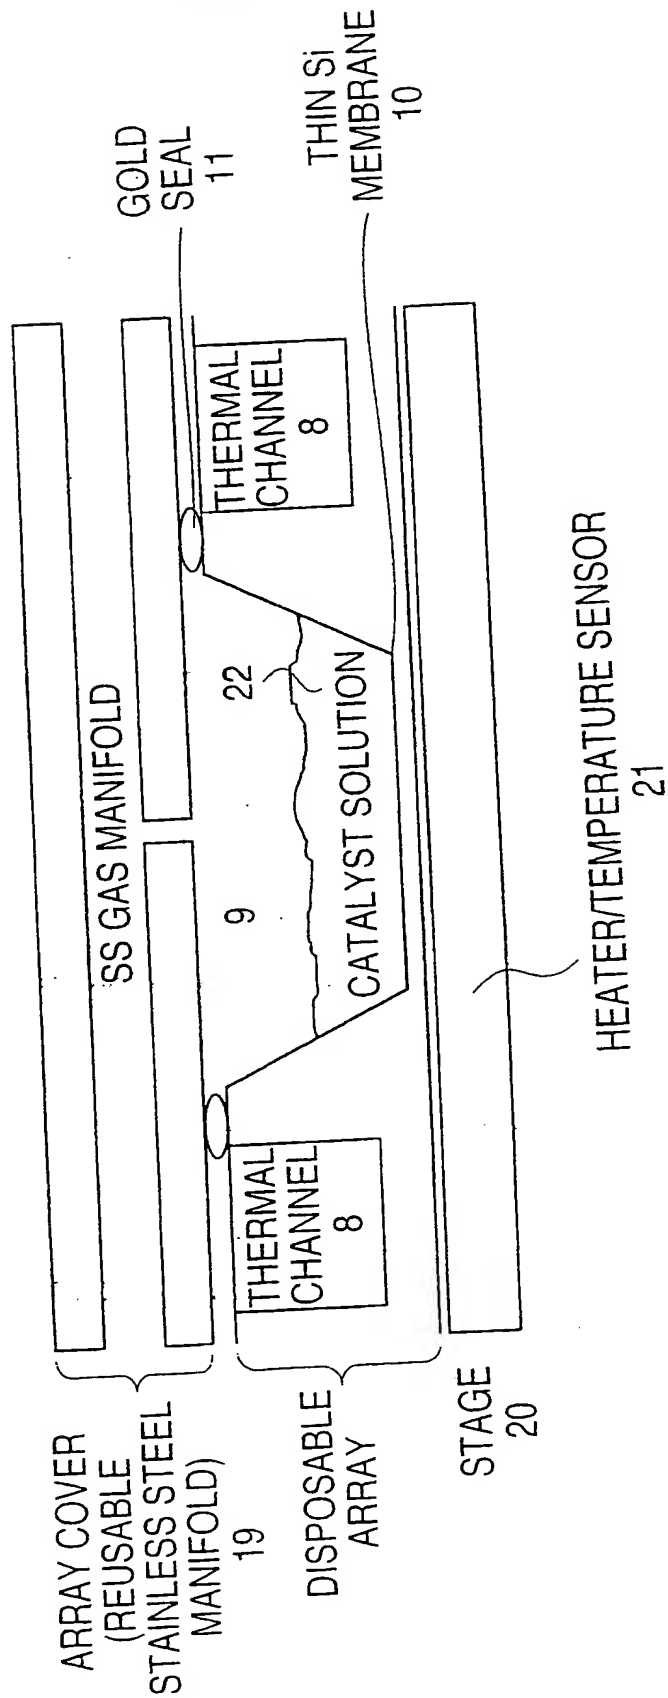 ARRAY COVER
(REUSABLE
STAINLESS STEEL
MANIFOLD)
19
SS GAS MANIFOLD
GOLD
SEAL
11
DISPOSABLE
ARRAY
THERMAL
CHANNEL
8
9
22
CATALYST SOLUTION
THERMAL
CHANNEL
8
THIN Si
MEMBRANE
10
STAGE
20
HEATER/TEMPERATURE SENSOR
21